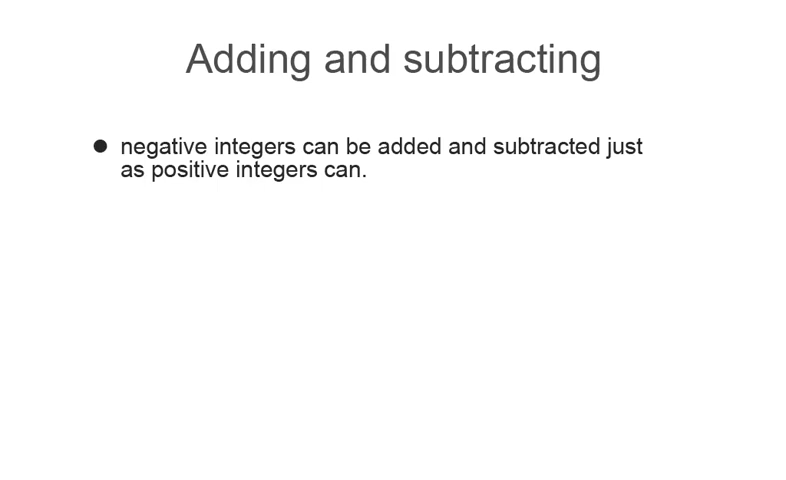 Adding and subtracting
● negative integers can be added and subtracted just
as positive integers can.